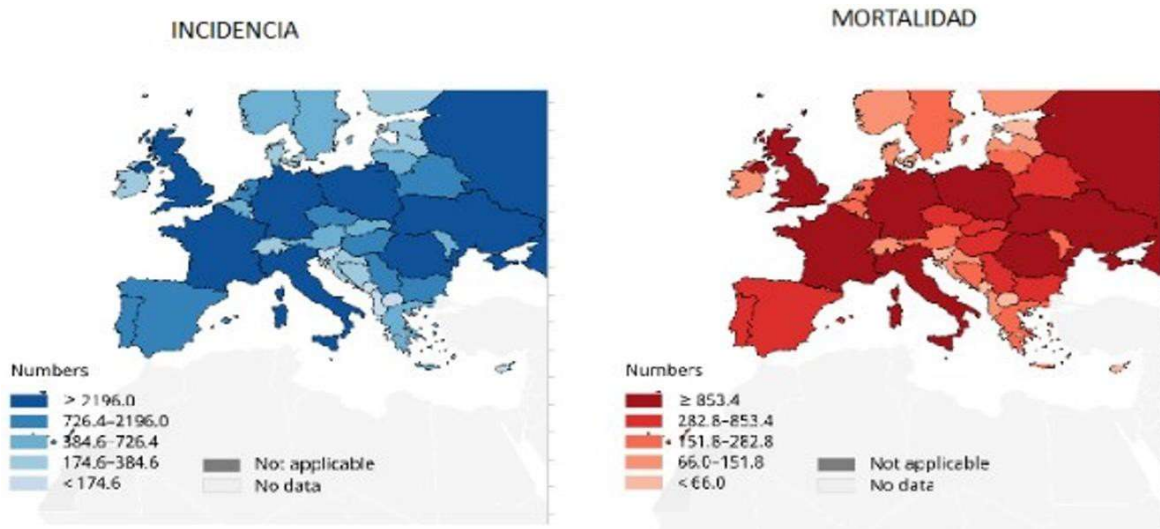 INCIDENCIA
Numbers
≥ 2196.0
726.4–2196.0
384.6–726.4
174.6–384.6
< 174.6
Not applicable
No data
MORTALIDAD
Numbers
≥ 853.4
282.8–853.4
151.8–282.8
66.0–151.8
< 66.0
Not applicable
No data